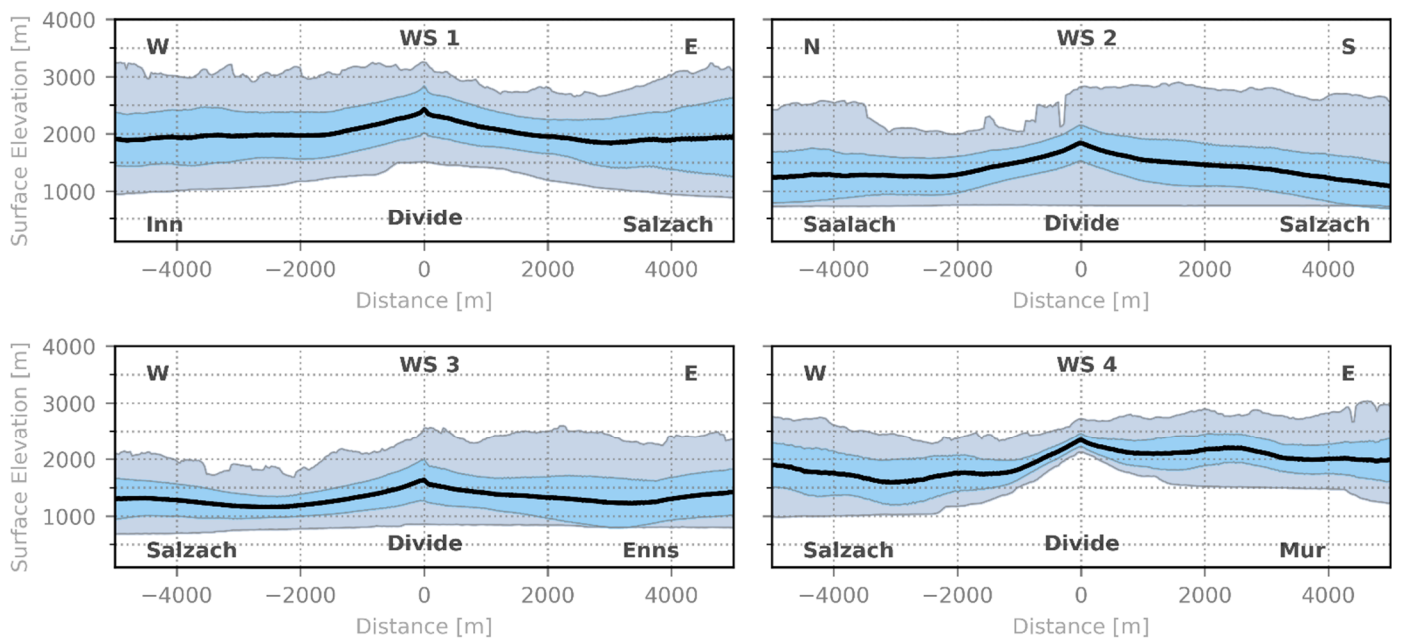 WS 1
W
E
Surface Elevation [m]
4000
3000
2000
1000
Inn
Divide
Salzach
−4000
−2000
0
2000
4000
Distance [m]
WS 2
N
S
Saalach
Divide
Salzach
−4000
−2000
0
2000
4000
Distance [m]
WS 3
W
E
Surface Elevation [m]
4000
3000
2000
1000
Salzach
Divide
Enns
−4000
−2000
0
2000
4000
Distance [m]
WS 4
W
E
Salzach
Divide
Mur
−4000
−2000
0
2000
4000
Distance [m]